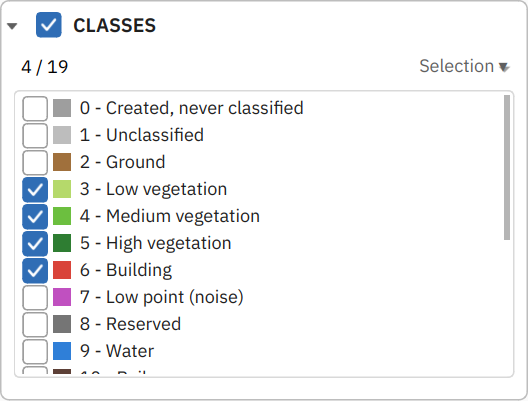 CLASSES
4 / 19
Selection
0 - Created, never classified
1 - Unclassified
2 - Ground
3 - Low vegetation
4 - Medium vegetation
5 - High vegetation
6 - Building
7 - Low point (noise)
8 - Reserved
9 - Water